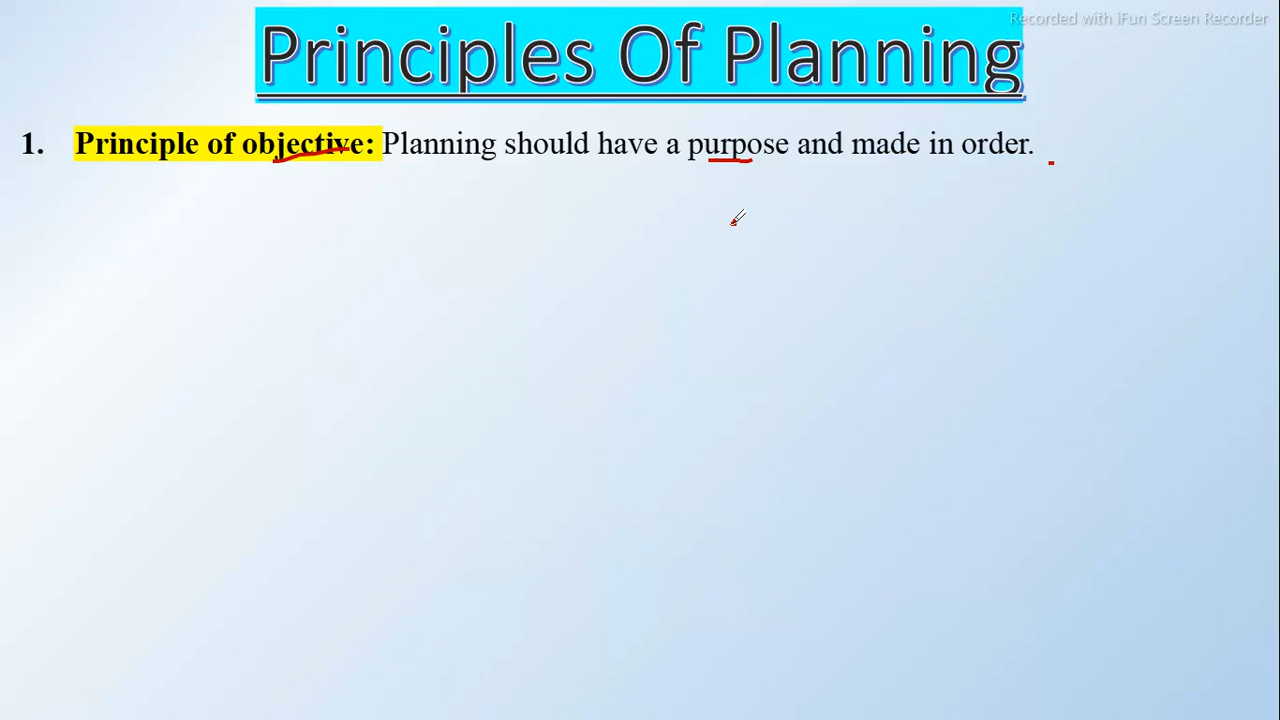 Recorded with iFun Screen Recorder
Principles Of Planning
1. Principle of objective: Planning should have a purpose and made in order.